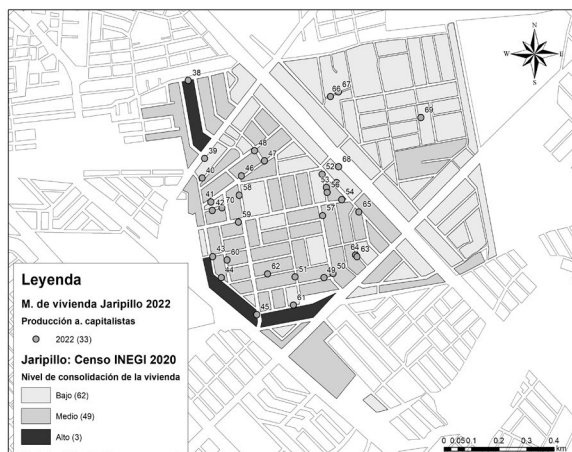 N
W E
S
38
67
66
69
39
48
47
68
40
46
52
53
58
54
41
42 70
57
65
59
43
60
64 63
44
62
51
50
49
61
45
Leyenda
M. de vivienda Jaripillo 2022
Producción a. capitalistas
2022 (33)
Jaripillo: Censo INEGI 2020
Nivel de consolidación de la vivienda
Bajo (62)
Medio (49)
Alto (3)
0 0.05 0.1 0.2 0.3 0.4
km